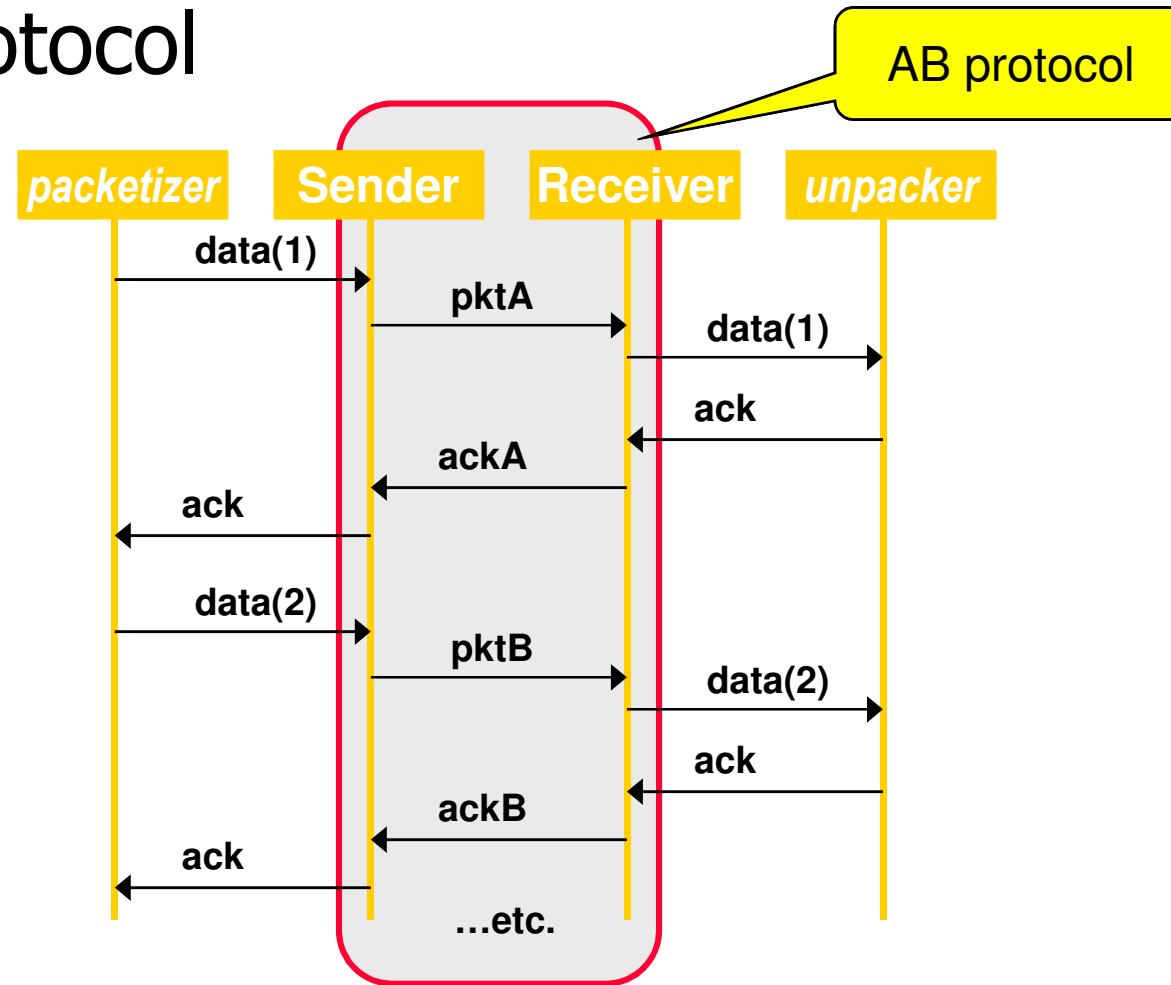 otocol
AB protocol
packetizer Sender Receiver unpacker
data(1)
pktA
data(1)
ack
ackA
ack
data(2)
pktB
data(2)
ack
ackB
ack
…etc.